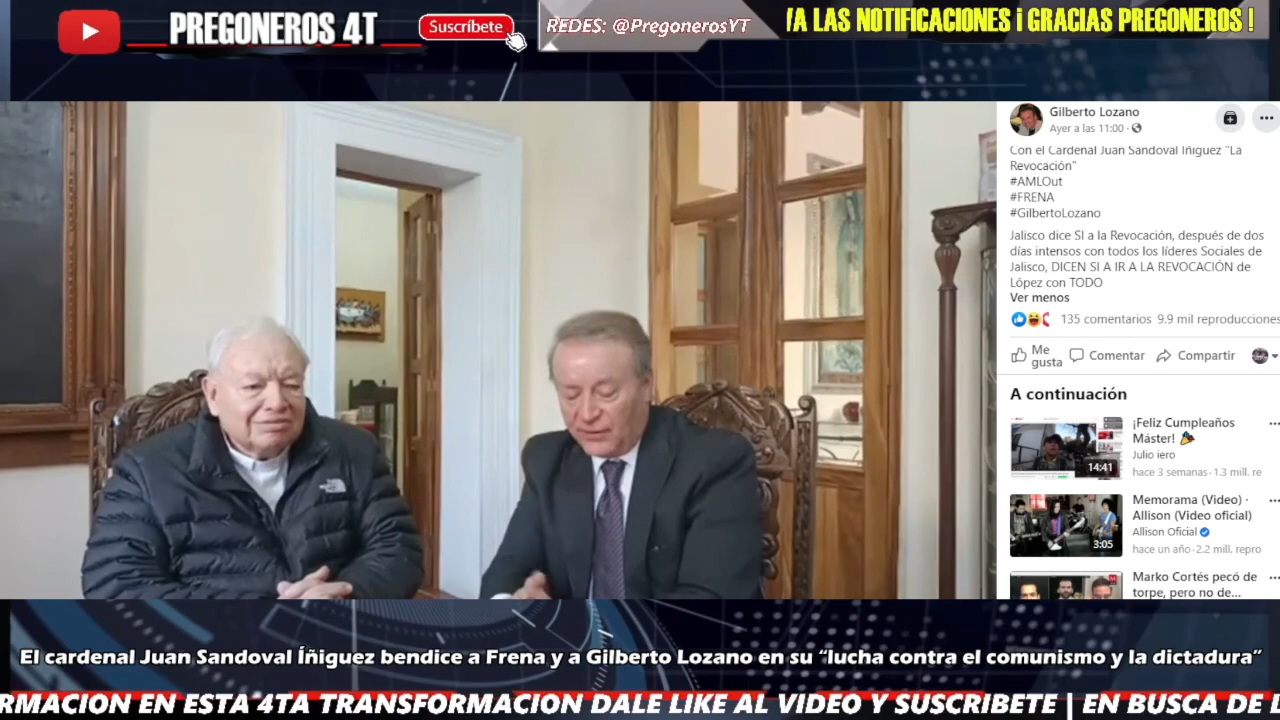 PREGONEROS 4T
Suscríbete
REDES: @PregonerosYT
A LAS NOTIFICACIONES ¡ GRACIAS PREGONEROS !
Gilberto Lozano
Ayer a las 11:00 ·
Con el Cardenal Juan Sandoval Iñiguez "La
Revocación"
#AMLOut
#FRENA
#GilbertoLozano
Jalisco dice SI a la Revocación, después de dos
días intensos con todos los líderes Sociales de
Jalisco, DICEN SI A IR A LA REVOCACIÓN de
López con TODO
Ver menos
135 comentarios 9.9 mil reproducciones
Me
gusta
Comentar
Compartir
A continuación
¡Feliz Cumpleaños
Máster!
Julio iero
hace 3 semanas · 1.3 mill. re
14:41
Memorama (Video) ·
Allison (Video oficial)
Allison Oficial
hace un año · 2.2 mill. repro
3:05
Marko Cortés pecó de
torpe, pero no de...
El cardenal Juan Sandoval Íñiguez bendice a Frena y a Gilberto Lozano en su “lucha contra el comunismo y la dictadura”
RMACION EN ESTA 4TA TRANSFORMACION DALE LIKE AL VIDEO Y SUSCRIBETE | EN BUSCA DE